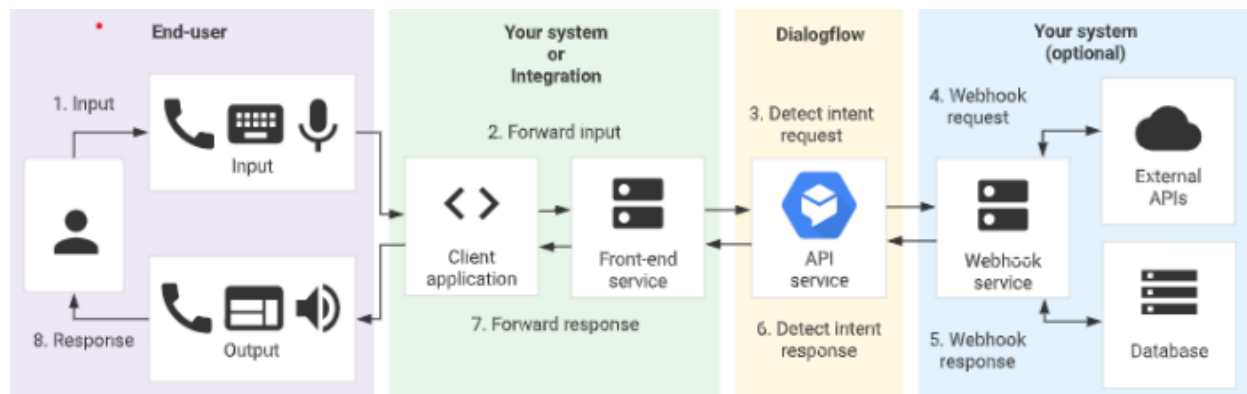 End-user
Your system
or
Integration
Dialogflow
Your system
(optional)
1. Input
Input
2. Forward input
3. Detect intent
request
4. Webhook
request
External
APIs
Client
application
Front-end
service
API
service
Webhook
service
8. Response
Output
7. Forward response
6. Detect intent
response
5. Webhook
response
Database